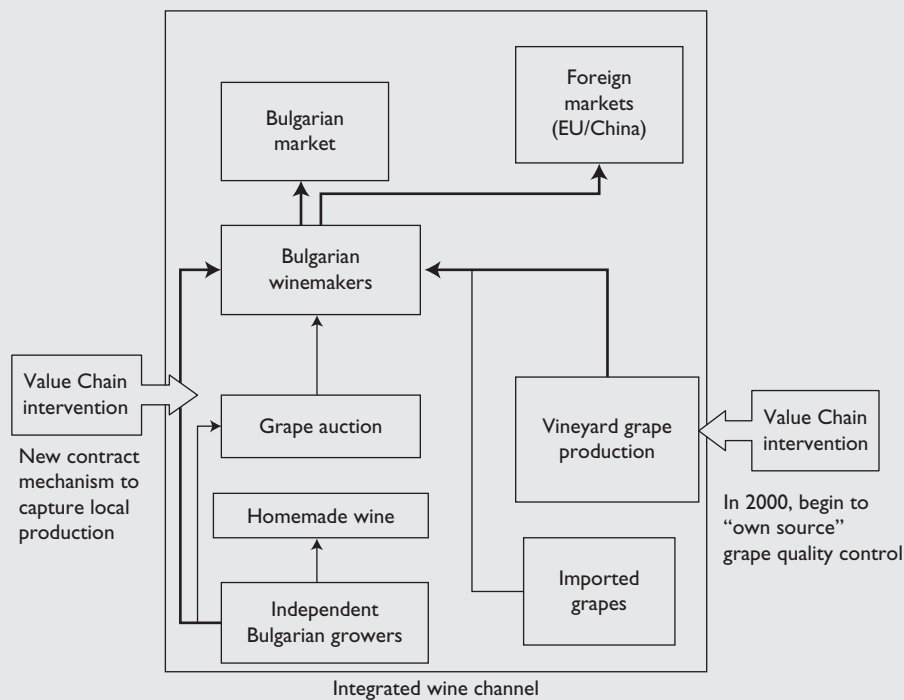 Foreign
markets
(EU/China)
Bulgarian
market
Bulgarian
winemakers
Value Chain
intervention
New contract
mechanism to
capture local
production
Grape auction
Vineyard grape
production
Value Chain
intervention
In 2000, begin to
“own source”
grape quality control
Homemade wine
Independent
Bulgarian growers
Imported
grapes
Integrated wine channel